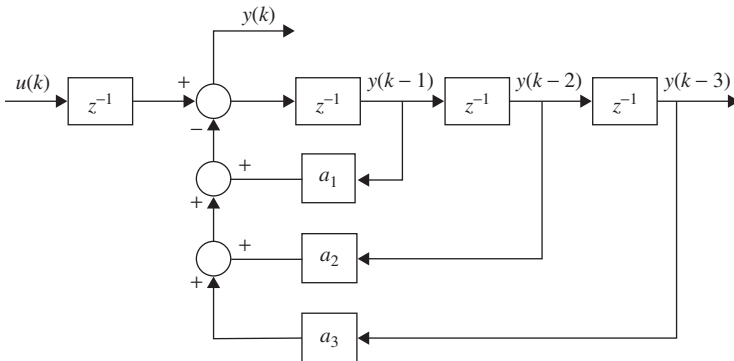 y(k)
u(k)
z⁻¹
+
−
z⁻¹
y(k − 1)
z⁻¹
y(k − 2)
z⁻¹
y(k − 3)
+
+
a₁
+
+
a₂
a₃